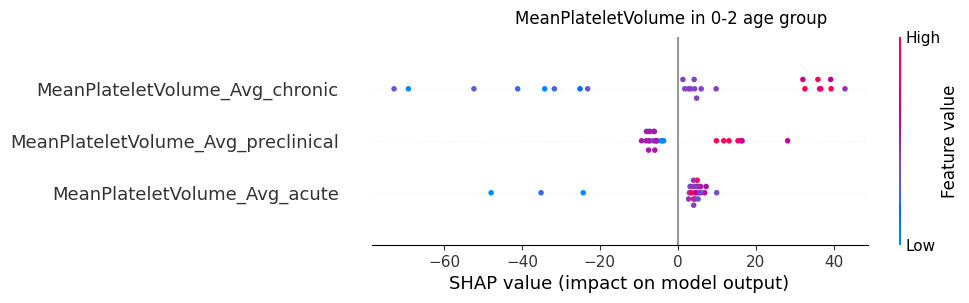 MeanPlateletVolume in 0-2 age group
High
MeanPlateletVolume_Avg_chronic
MeanPlateletVolume_Avg_preclinical
MeanPlateletVolume_Avg_acute
Feature value
Low
−60 −40 −20 0 20 40
SHAP value (impact on model output)